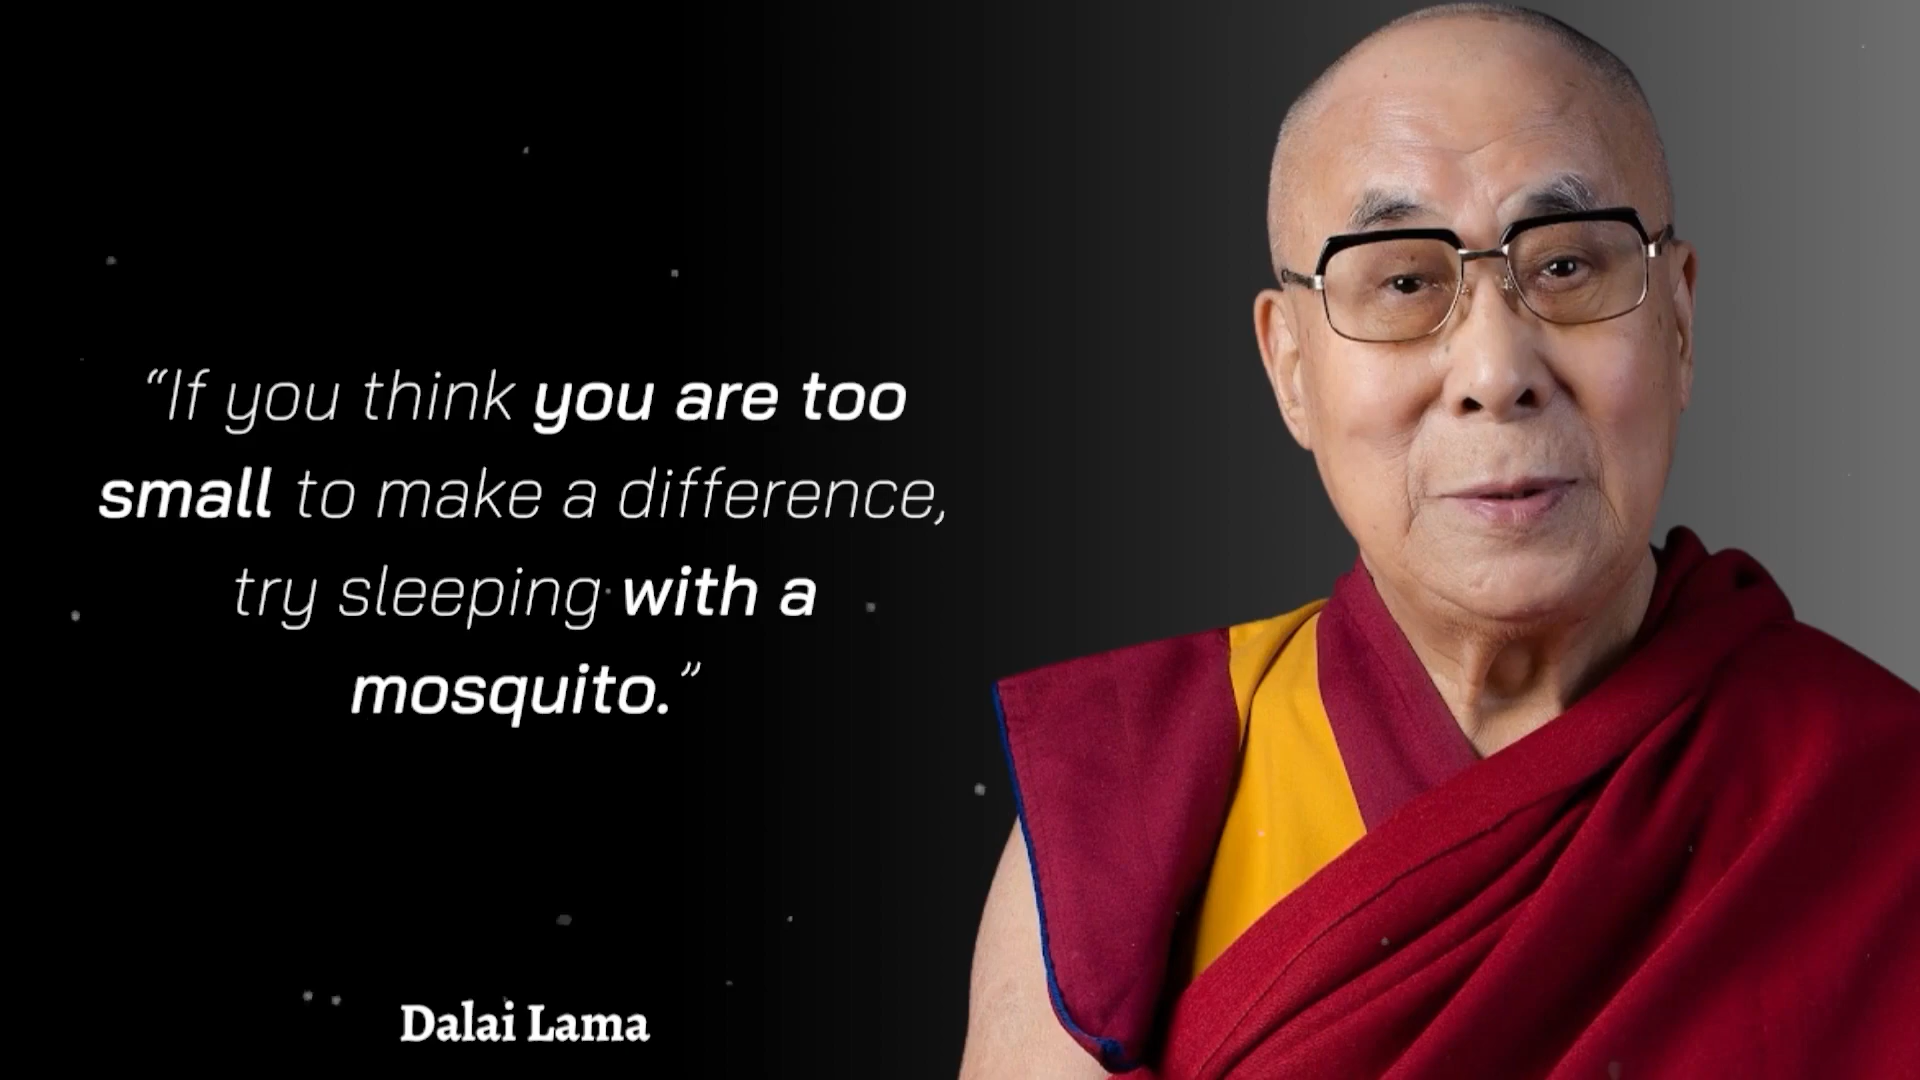 “If you think you are too
small to make a difference,
try sleeping with a
mosquito.”
Dalai Lama